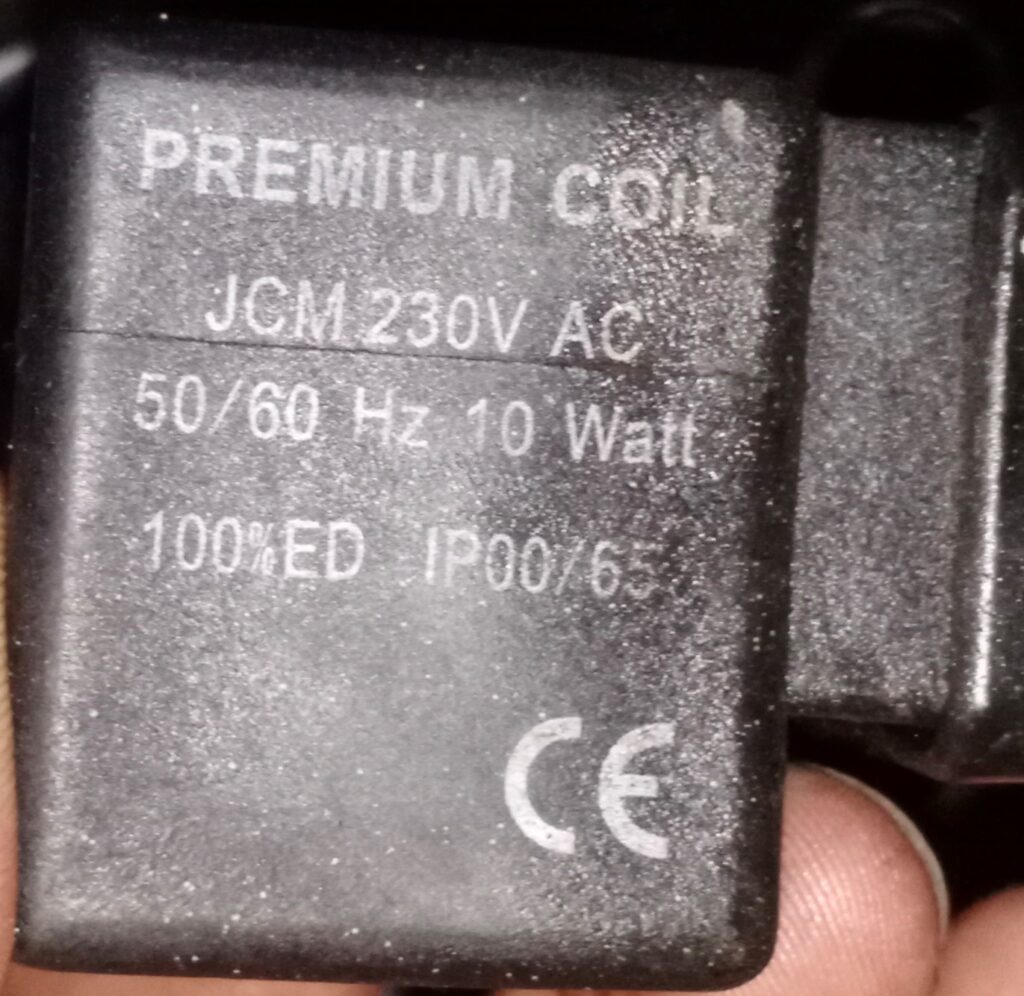 PREMIUM COIL
JCM 230V AC
50/60 Hz 10 Watt
100%ED IP00/65
CE